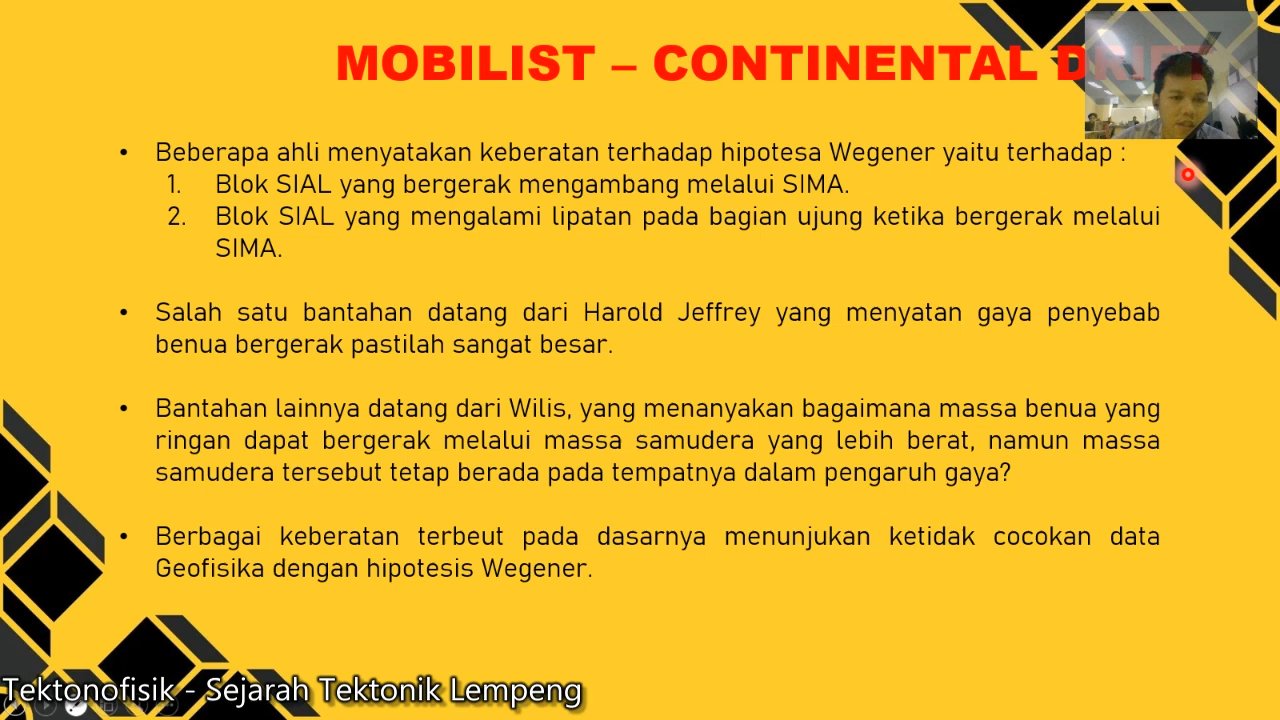 MOBILIST – CONTINENTAL DRIFT
• Beberapa ahli menyatakan keberatan terhadap hipotesa Wegener yaitu terhadap :
1. Blok SIAL yang bergerak mengambang melalui SIMA.
2. Blok SIAL yang mengalami lipatan pada bagian ujung ketika bergerak melalui
SIMA.
• Salah satu bantahan datang dari Harold Jeffrey yang menyatan gaya penyebab
benua bergerak pastilah sangat besar.
• Bantahan lainnya datang dari Wilis, yang menanyakan bagaimana massa benua yang
ringan dapat bergerak melalui massa samudera yang lebih berat, namun massa
samudera tersebut tetap berada pada tempatnya dalam pengaruh gaya?
• Berbagai keberatan terbeut pada dasarnya menunjukan ketidak cocokan data
Geofisika dengan hipotesis Wegener.
Tektonofisik - Sejarah Tektonik Lempeng